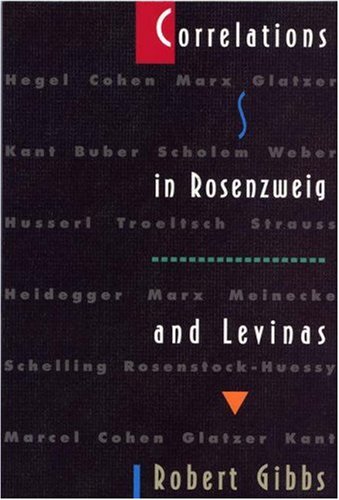 Correlations
Hegel Cohen Marx Glatzer
Kant Buber Scholem Weber
in Rosenzweig
Husserl Troeltsch Strauss
Heidegger Marx Meinecke
and Levinas
Schelling Rosenstock-Huessy
Marcel Cohen Glatzer Kant
Robert Gibbs